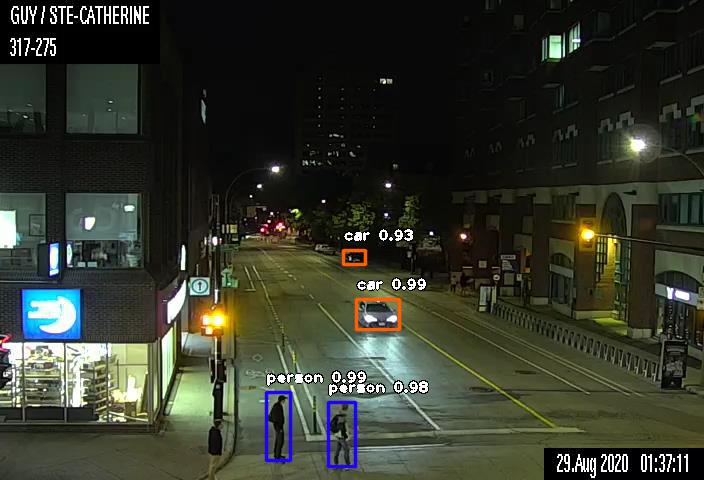 GUY / STE-CATHERINE
317-275
car 0.93
car 0.99
person 0.99
person 0.98
29.Aug 2020 01:37:11